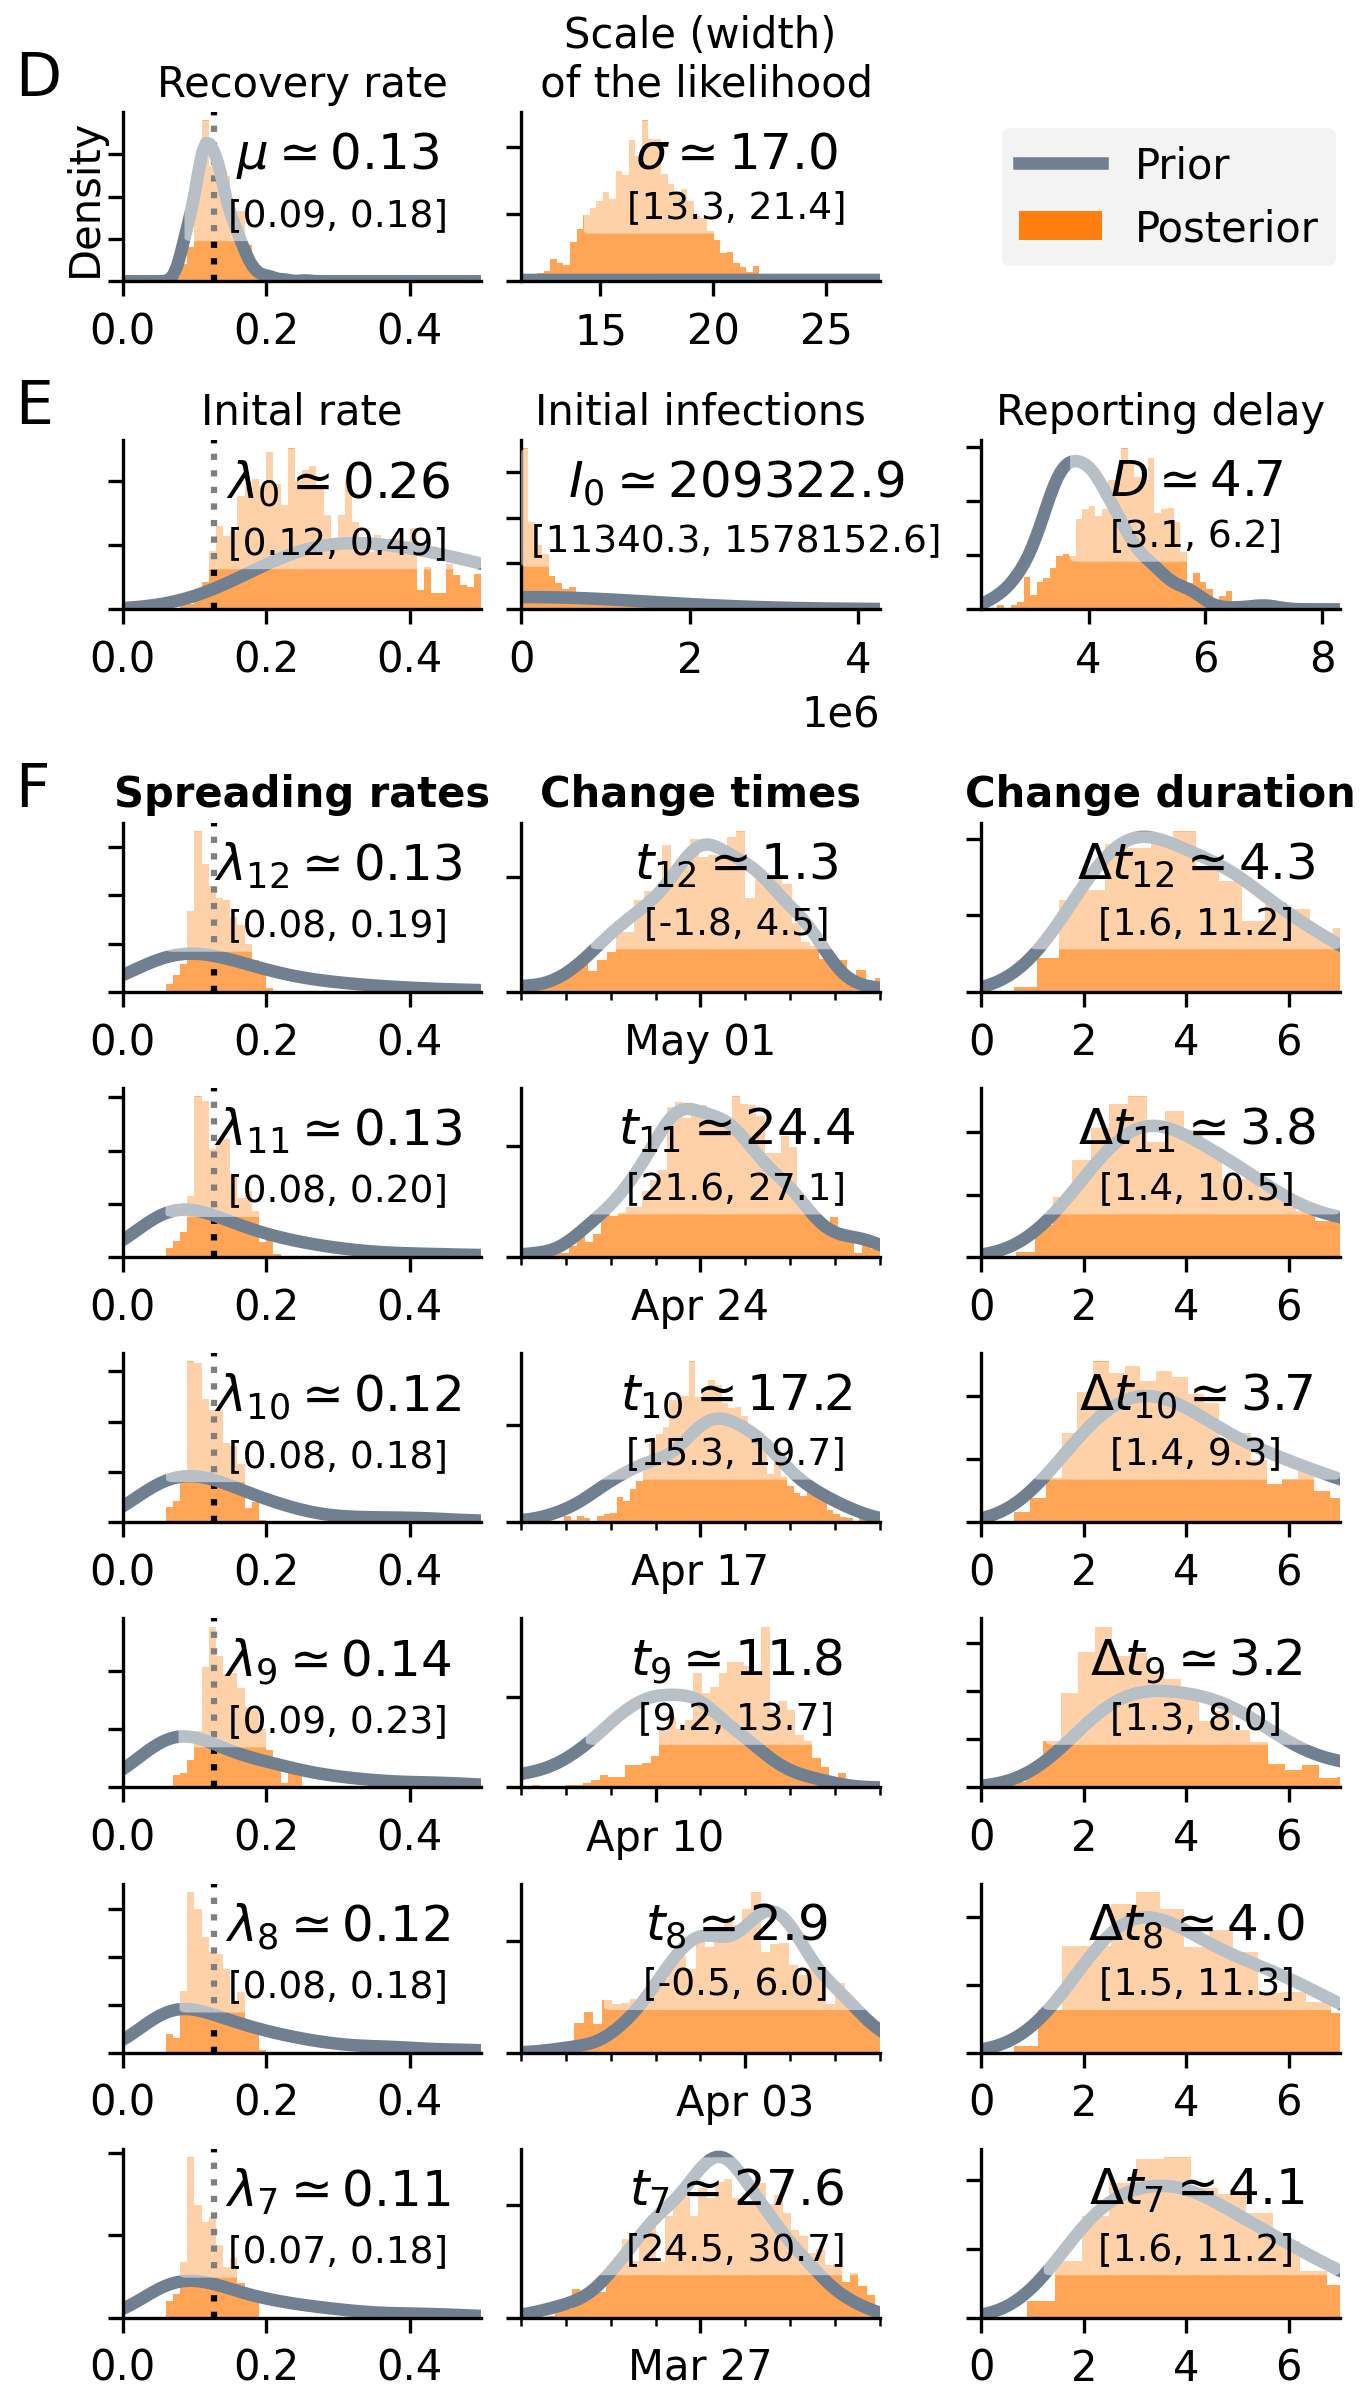 D
Recovery rate
Scale (width)
of the likelihood
Density
μ ≃ 0.13
[0.09, 0.18]
0.0 0.2 0.4
σ ≃ 17.0
[13.3, 21.4]
15 20 25
Prior
Posterior
E
Inital rate
λ₀ ≃ 0.26
[0.12, 0.49]
0.0 0.2 0.4
Initial infections
I₀ ≃ 209322.9
[11340.3, 1578152.6]
0 2 4
1e6
Reporting delay
D ≃ 4.7
[3.1, 6.2]
4 6 8
F
Spreading rates
Change times
Change duration
λ₁₂ ≃ 0.13
[0.08, 0.19]
0.0 0.2 0.4
t₁₂ ≃ 1.3
[-1.8, 4.5]
May 01
Δt₁₂ ≃ 4.3
[1.6, 11.2]
0 2 4 6
λ₁₁ ≃ 0.13
[0.08, 0.20]
0.0 0.2 0.4
t₁₁ ≃ 24.4
[21.6, 27.1]
Apr 24
Δt₁₁ ≃ 3.8
[1.4, 10.5]
0 2 4 6
λ₁₀ ≃ 0.12
[0.08, 0.18]
0.0 0.2 0.4
t₁₀ ≃ 17.2
[15.3, 19.7]
Apr 17
Δt₁₀ ≃ 3.7
[1.4, 9.3]
0 2 4 6
λ₉ ≃ 0.14
[0.09, 0.23]
0.0 0.2 0.4
t₉ ≃ 11.8
[9.2, 13.7]
Apr 10
Δt₉ ≃ 3.2
[1.3, 8.0]
0 2 4 6
λ₈ ≃ 0.12
[0.08, 0.18]
0.0 0.2 0.4
t₈ ≃ 2.9
[-0.5, 6.0]
Apr 03
Δt₈ ≃ 4.0
[1.5, 11.3]
0 2 4 6
λ₇ ≃ 0.11
[0.07, 0.18]
0.0 0.2 0.4
t₇ ≃ 27.6
[24.5, 30.7]
Mar 27
Δt₇ ≃ 4.1
[1.6, 11.2]
0 2 4 6